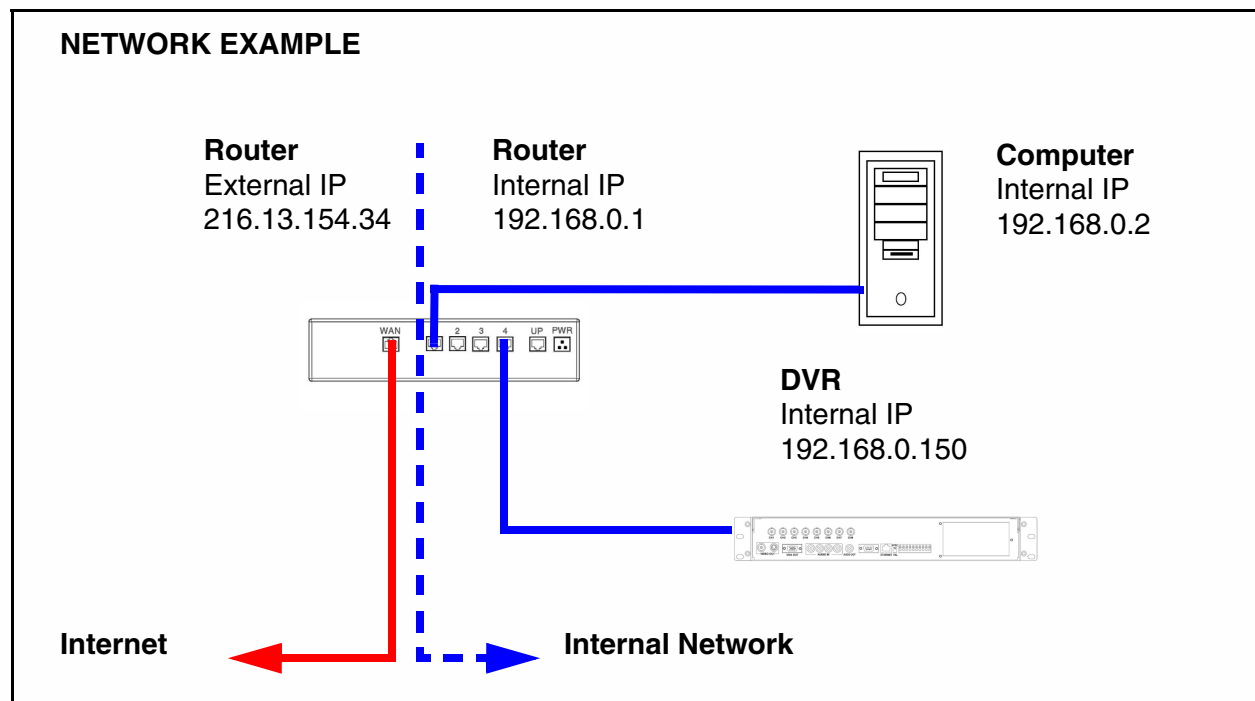 NETWORK EXAMPLE
Router
External IP
216.13.154.34
Router
Internal IP
192.168.0.1
Computer
Internal IP
192.168.0.2
WAN
2
3
4
UP
PWR
DVR
Internal IP
192.168.0.150
Internet
Internal Network